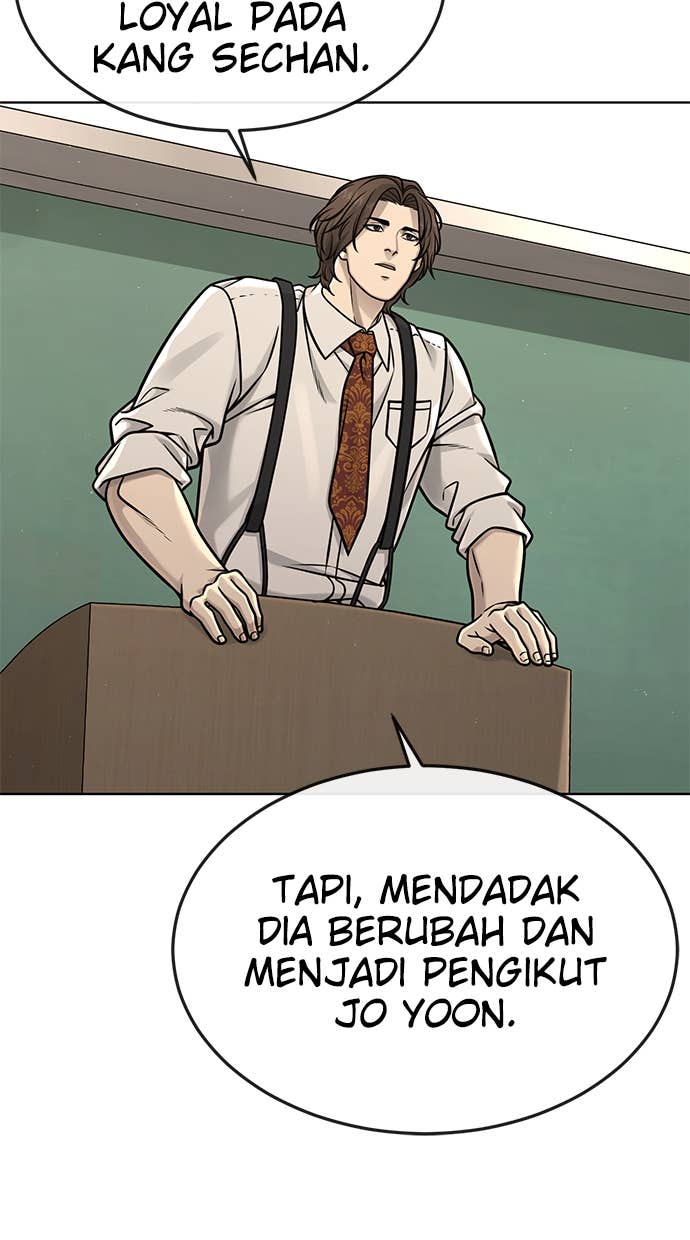 LOYAL PADA
KANG SECHAN.
TAPI, MENDADAK
DIA BERUBAH DAN
MENJADI PENGIKUT
JO YOON.